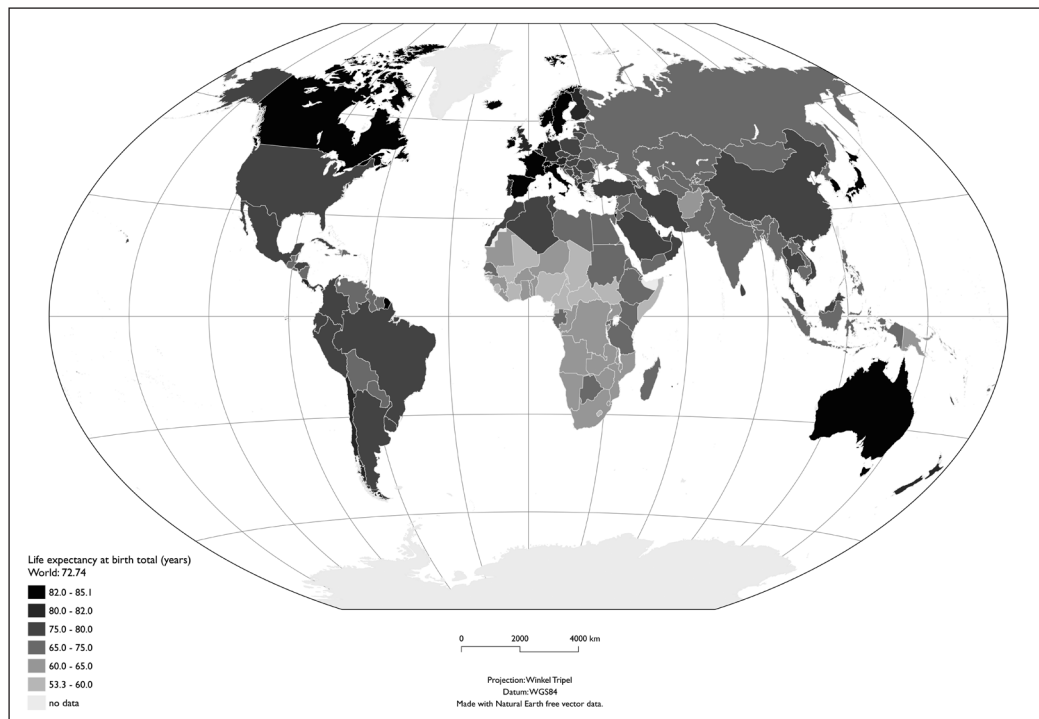 Life expectancy at birth total (years)
World: 72.74
82.0 - 85.1
80.0 - 82.0
75.0 - 80.0
65.0 - 75.0
60.0 - 65.0
53.3 - 60.0
no data
0 2000 4000 km
Projection: Winkel Tripel
Datum: WGS84
Made with Natural Earth free vector data.